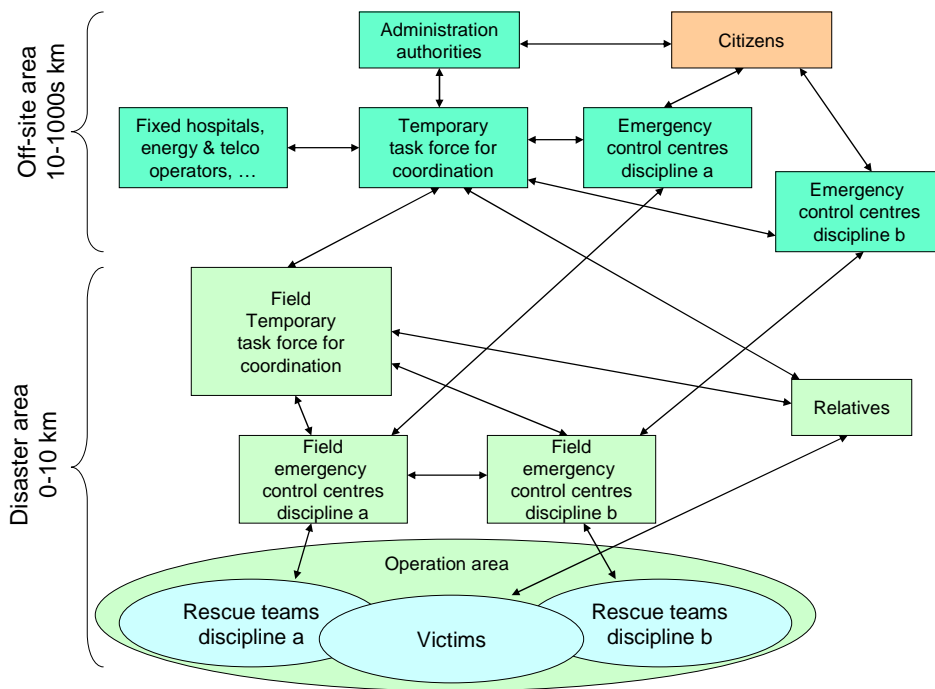 Off-site area
10-1000s km
Administration
authorities
Citizens
Fixed hospitals,
energy & telco
operators, …
Temporary
task force for
coordination
Emergency
control centres
discipline a
Emergency
control centres
discipline b
Disaster area
0-10 km
Field
Temporary
task force for
coordination
Relatives
Field
emergency
control centres
discipline a
Field
emergency
control centres
discipline b
Operation area
Rescue teams
discipline a
Victims
Rescue teams
discipline b